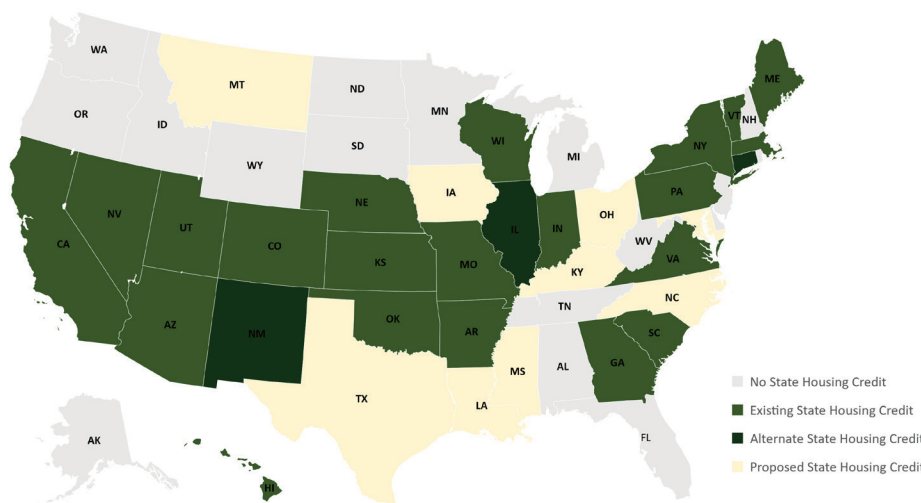 WA
MT
ND
MN
OR
ID
SD
WY
WI
MI
ME
VT
NH
NY
IA
NE
PA
OH
IL
IN
NV
UT
CO
CA
KS
MO
WV
VA
KY
NC
TN
AZ
NM
OK
AR
SC
MS
AL
GA
TX
LA
FL
AK
HI
No State Housing Credit
Existing State Housing Credit
Alternate State Housing Credit
Proposed State Housing Credit